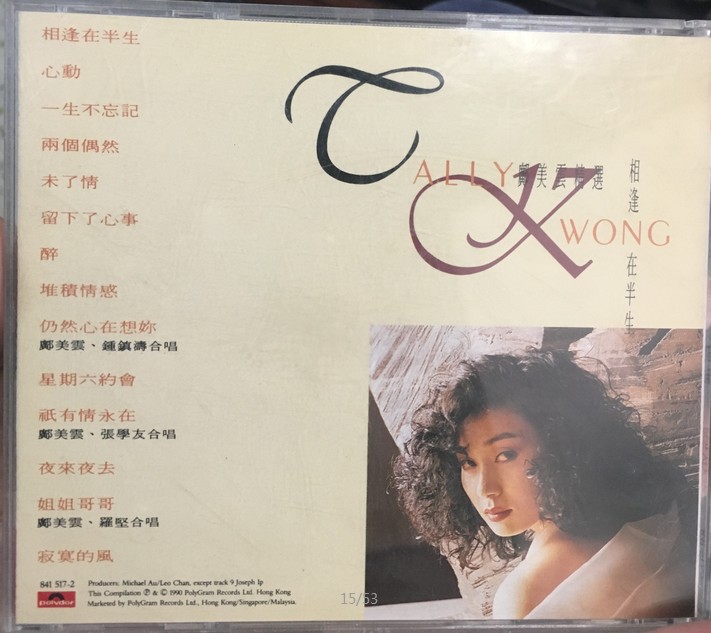 相逢在半生
心動
一生不忘記
兩個偶然
未了情
留下了心事
醉
堆積情感
仍然心在想妳
鄺美雲、鍾鎮濤合唱
星期六約會
祇有情永在
鄺美雲、張學友合唱
夜來夜去
姐姐哥哥
鄺美雲、羅堅合唱
寂寞的風
TALLY
鄺美雲精選
KWONG
相逢在半生
841 517-2
Polydor
Producers: Michael Au/Leo Chan, except track 9 Joseph Ip
This Compilation ℗ & © 1990 PolyGram Records Ltd. Hong Kong
Marketed by PolyGram Records Ltd., Hong Kong/Singapore/Malaysia.
15/53